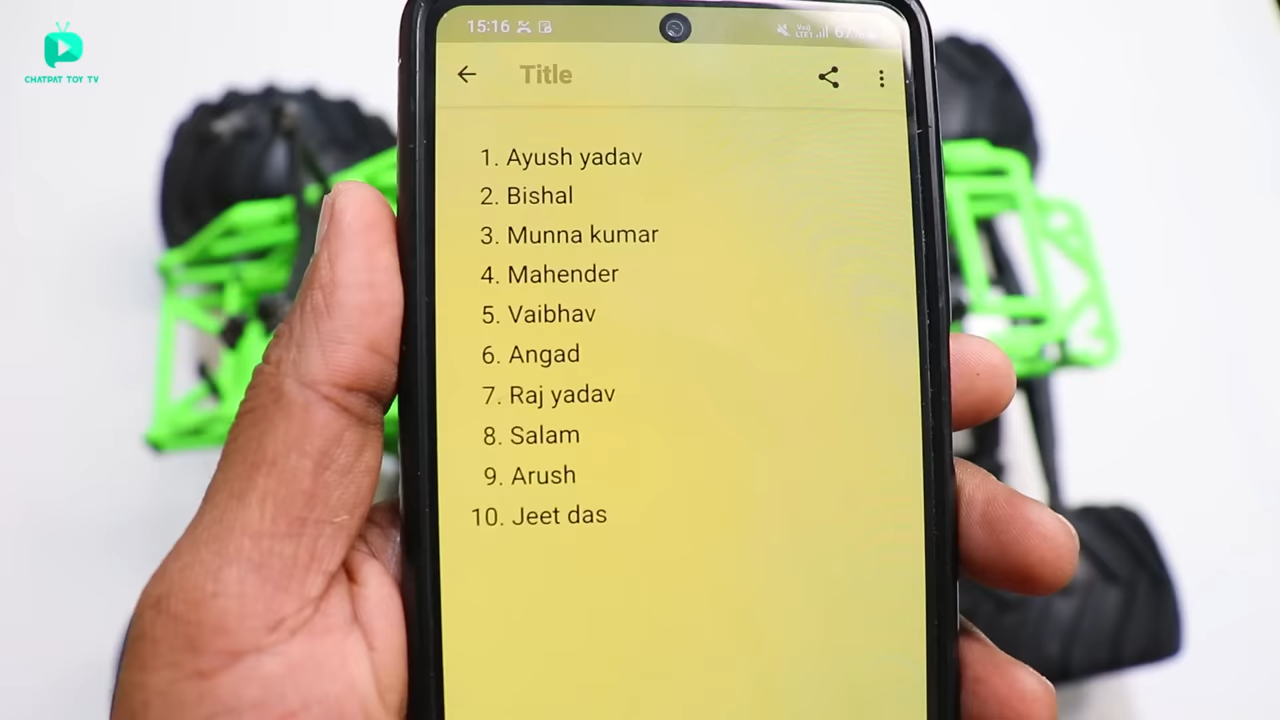 CHATPAT TOY TV
15:16
Title
1. Ayush yadav
2. Bishal
3. Munna kumar
4. Mahender
5. Vaibhav
6. Angad
7. Raj yadav
8. Salam
9. Arush
10. Jeet das